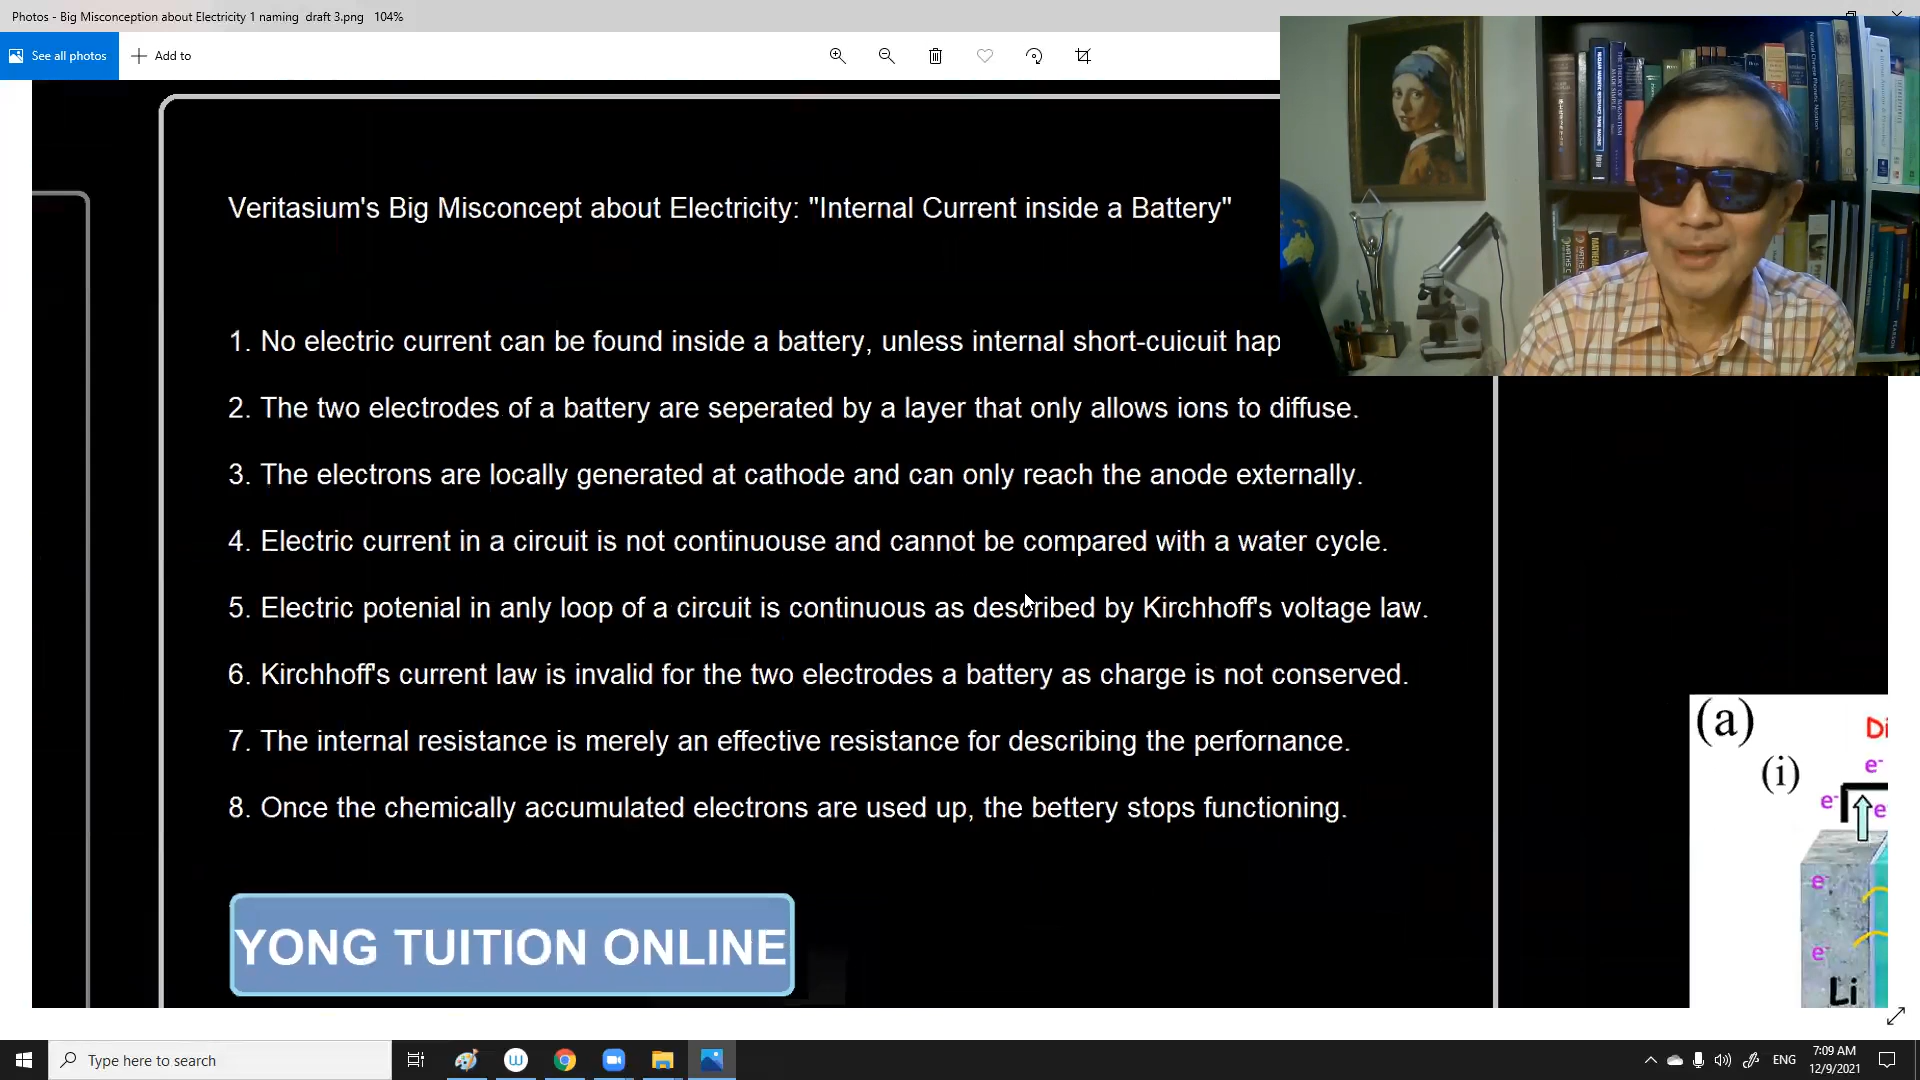 Photos - Big Misconception about Electricity 1 naming draft 3.png 104%
See all photos
Add to
Veritasium's Big Misconcept about Electricity: "Internal Current inside a Battery"
1. No electric current can be found inside a battery, unless internal short-cuicuit hap
2. The two electrodes of a battery are seperated by a layer that only allows ions to diffuse.
3. The electrons are locally generated at cathode and can only reach the anode externally.
4. Electric current in a circuit is not continuouse and cannot be compared with a water cycle.
5. Electric potenial in anly loop of a circuit is continuous as described by Kirchhoff's voltage law.
6. Kirchhoff's current law is invalid for the two electrodes a battery as charge is not conserved.
7. The internal resistance is merely an effective resistance for describing the perfornance.
8. Once the chemically accumulated electrons are used up, the bettery stops functioning.
YONG TUITION ONLINE
(a)
Di
(i)
e-
e-
e
e-
e-
Li
Type here to search
ENG
7:09 AM
12/9/2021